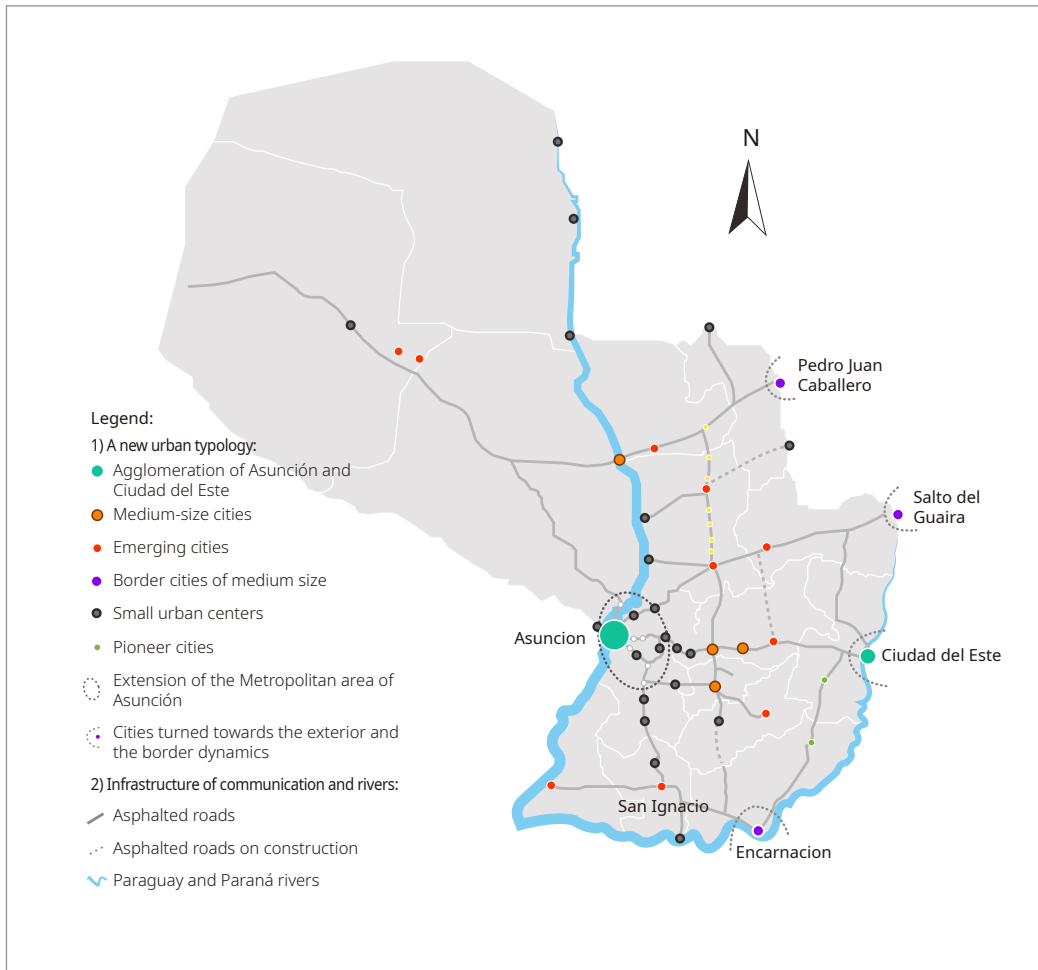 N
Pedro Juan
Caballero
Legend:
1) A new urban typology:
Agglomeration of Asunción and
Ciudad del Este
Medium-size cities
Emerging cities
Border cities of medium size
Small urban centers
Pioneer cities
Extension of the Metropolitan area of
Asunción
Cities turned towards the exterior and
the border dynamics
2) Infrastructure of communication and rivers:
Asphalted roads
Asphalted roads on construction
Paraguay and Paraná rivers
Salto del
Guaira
Asuncion
Ciudad del Este
San Ignacio
Encarnacion